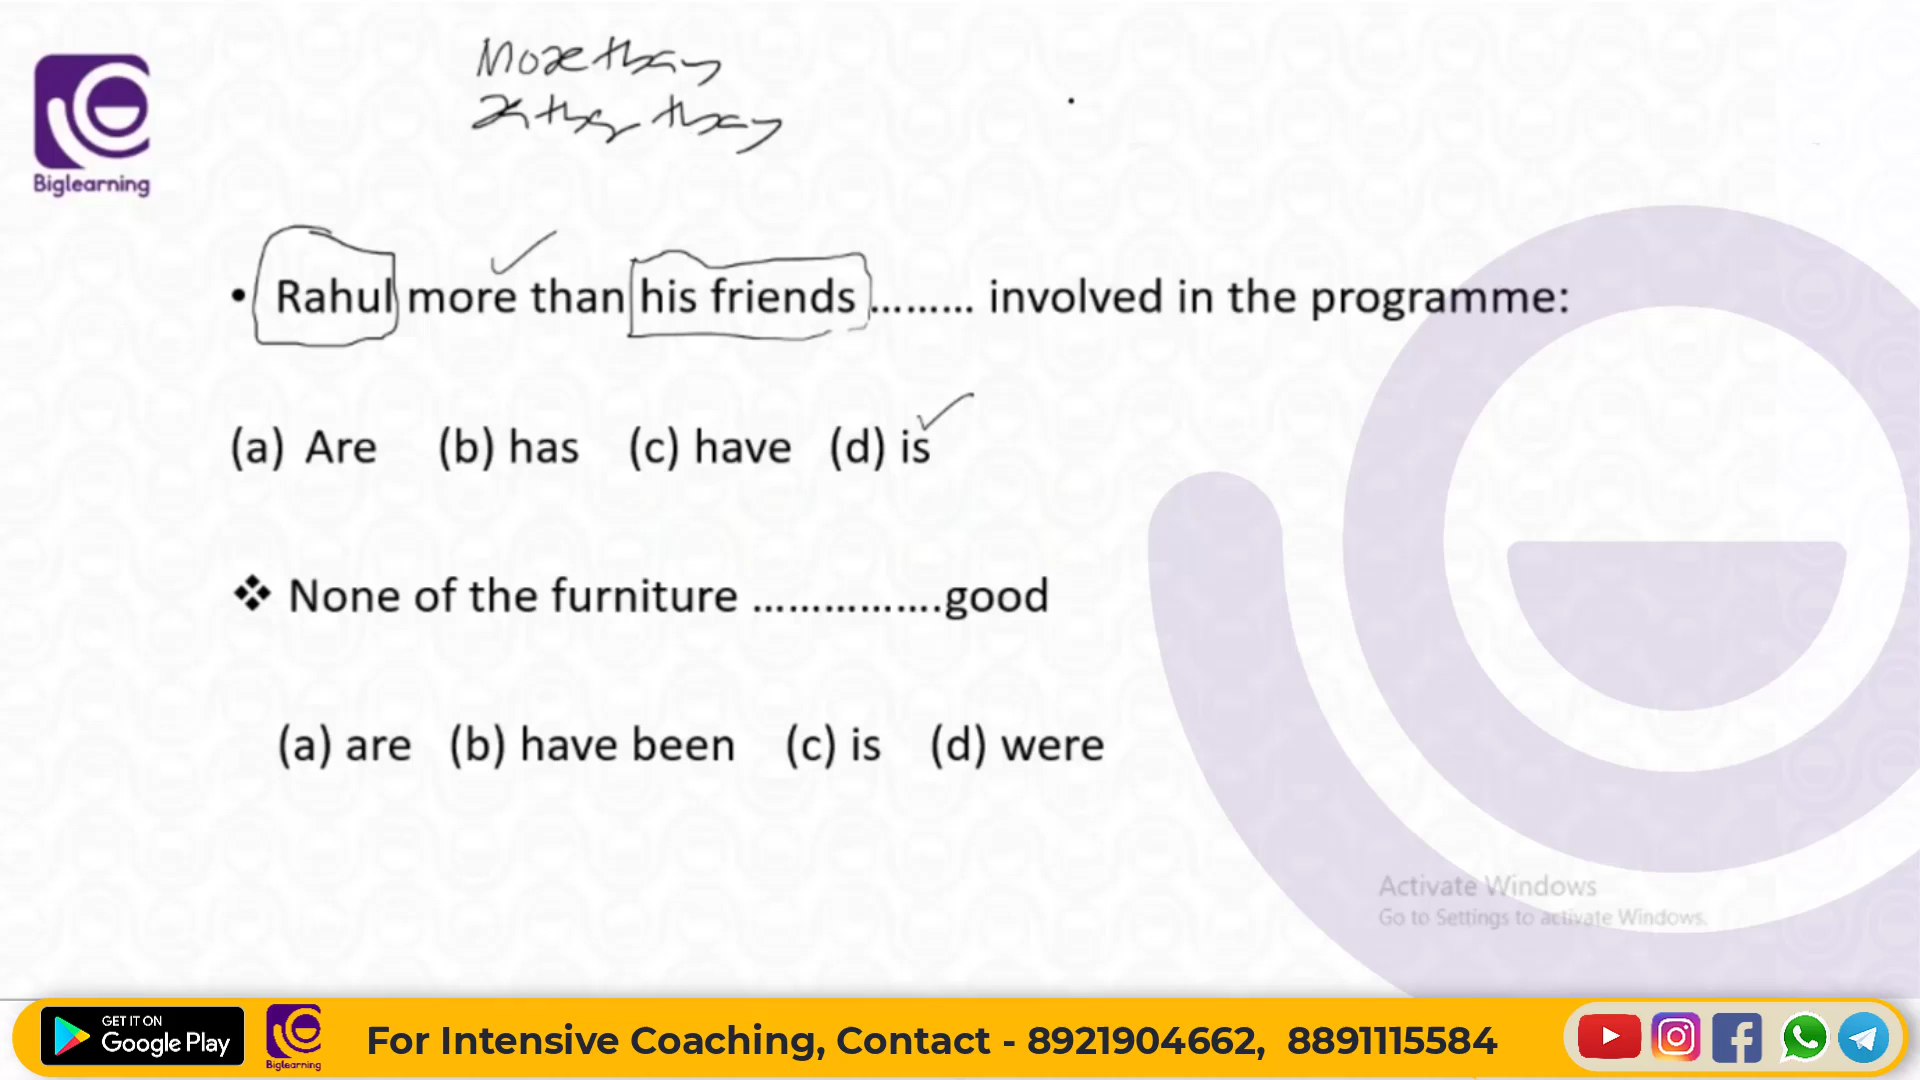 More than
rather than
Biglearning
• Rahul more than his friends ......... involved in the programme:
(a) Are (b) has (c) have (d) is
❖ None of the furniture ................good
(a) are (b) have been (c) is (d) were
Activate Windows
Go to Settings to activate Windows.
GET IT ON
Google Play
Biglearning
For Intensive Coaching, Contact - 8921904662, 8891115584